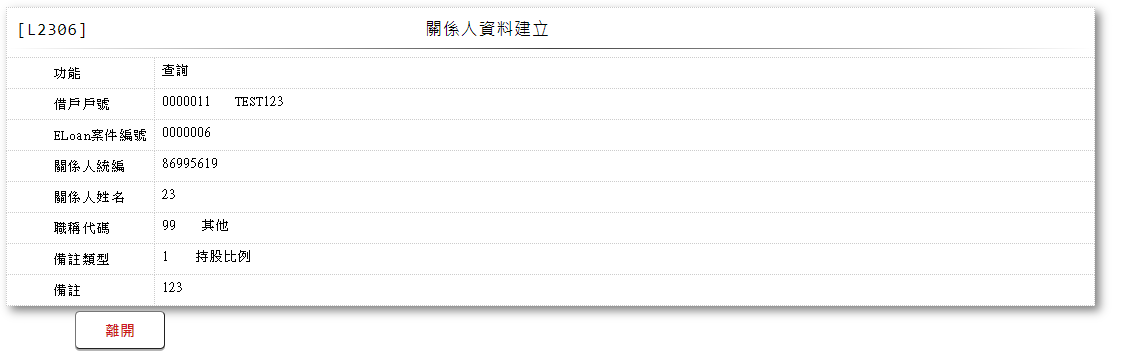 [L2306] 關係人資料建立
功能 查詢
借戶戶號 0000011 TEST123
ELoan案件編號 0000006
關係人統編 86995619
關係人姓名 23
職稱代碼 99 其他
備註類型 1 持股比例
備註 123
離開